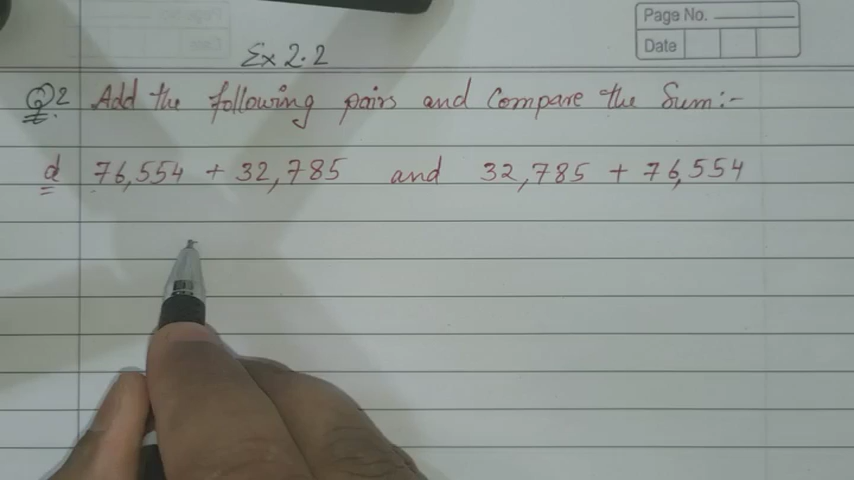 Page No.
Date
Ex 2.2
Q2. Add the following pairs and Compare the Sum:-
d 76,554 + 32,785 and 32,785 + 76,554